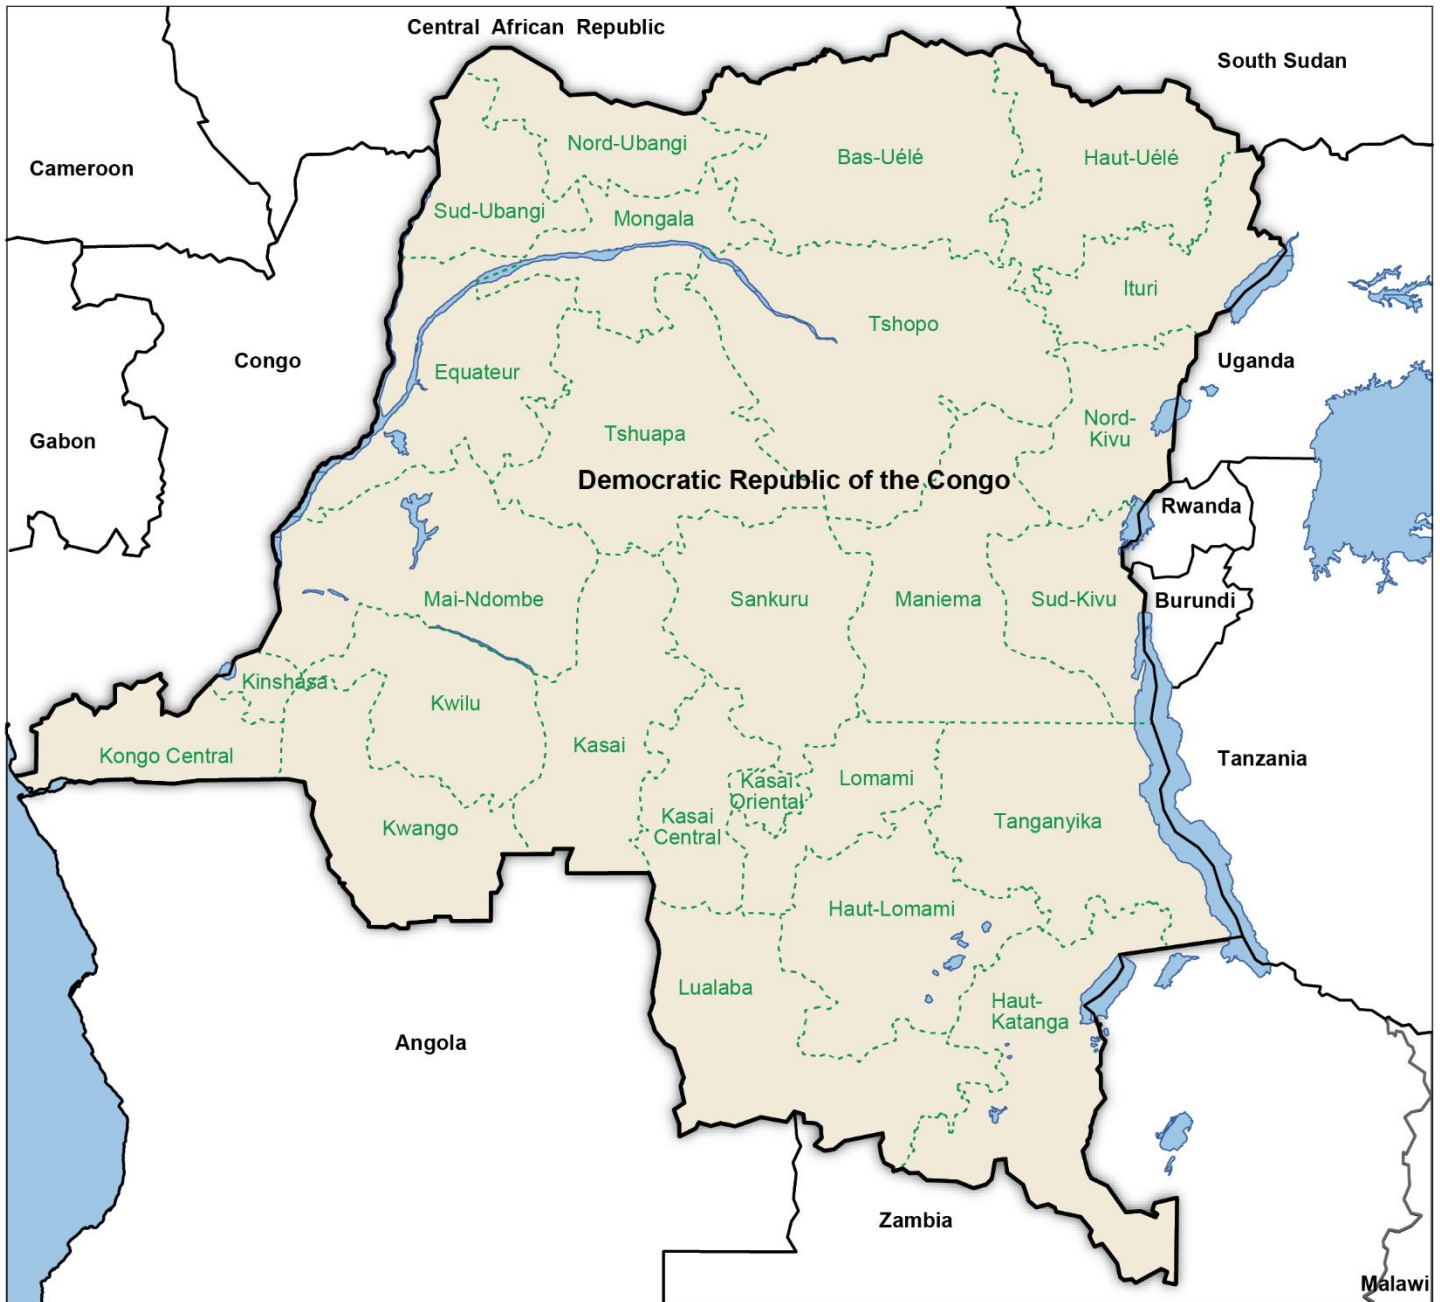 Central African Republic
South Sudan
Cameroon
Nord-Ubangi
Bas-Uélé
Haut-Uélé
Sud-Ubangi
Mongala
Ituri
Tshopo
Congo
Uganda
Equateur
Gabon
Tshuapa
Nord-
Kivu
Democratic Republic of the Congo
Rwanda
Mai-Ndombe
Sankuru
Maniema
Sud-Kivu
Burundi
Kinshasa
Kwilu
Kasai
Kongo Central
Tanzania
Kasai
Oriental
Lomami
Kwango
Kasai
Central
Tanganyika
Haut-Lomami
Lualaba
Haut-
Katanga
Angola
Zambia
Malawi